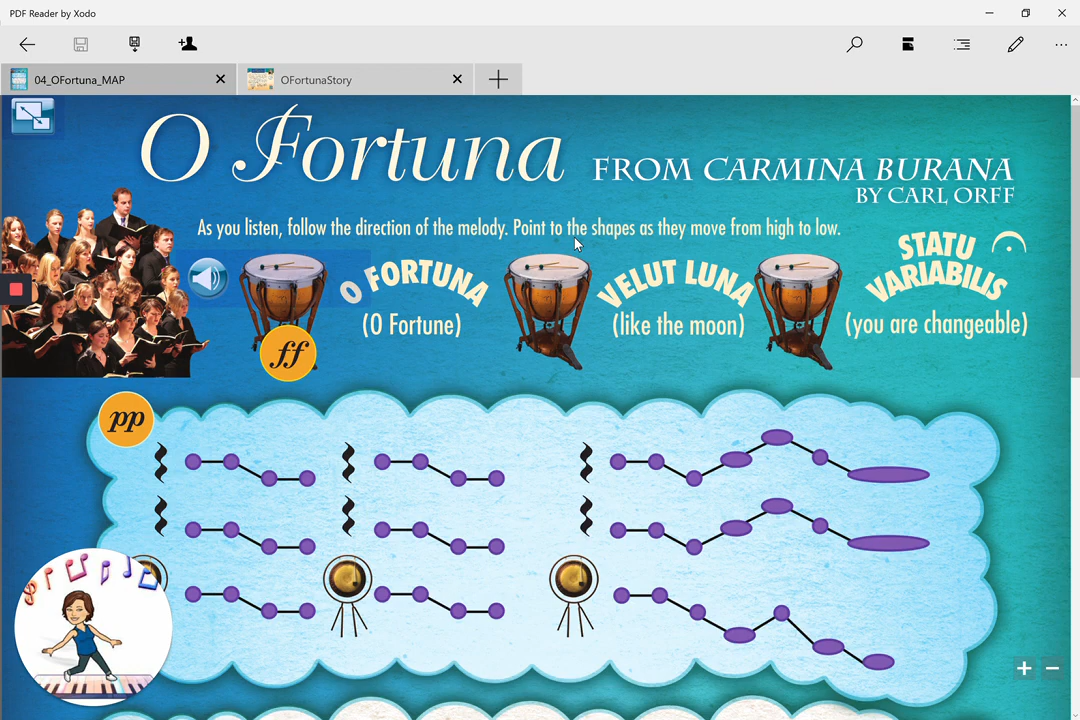 PDF Reader by Xodo
04_OFortuna_MAP
OFortunaStory
O Fortuna FROM CARMINA BURANA
BY CARL ORFF
As you listen, follow the direction of the melody. Point to the shapes as they move from high to low.
O FORTUNA
(O Fortune)
VELUT LUNA
(like the moon)
STATU
VARIABILIS
(you are changeable)
ff
pp